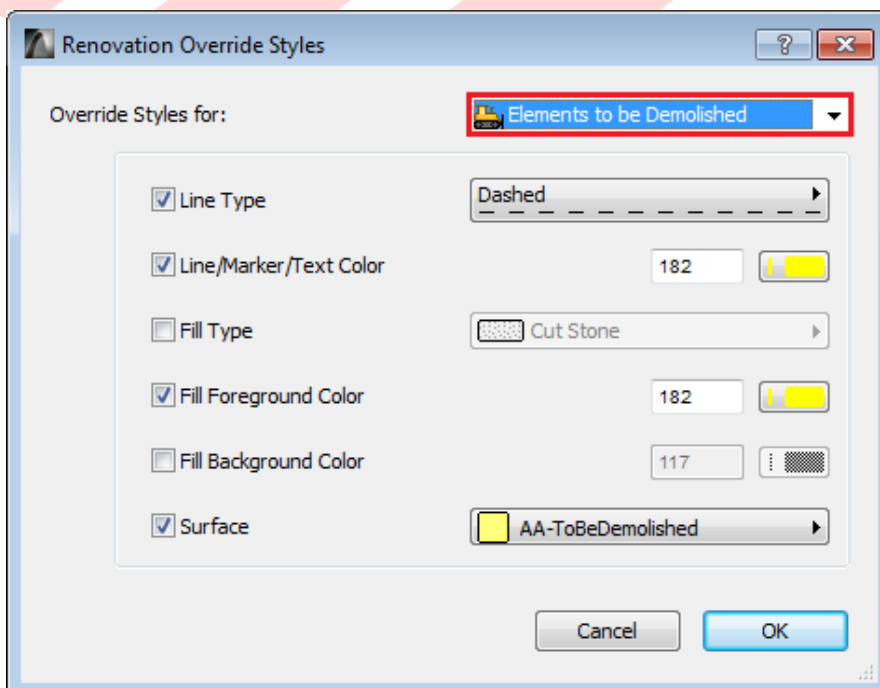 Renovation Override Styles
Override Styles for: Elements to be Demolished
Line Type Dashed
Line/Marker/Text Color 182
Fill Type Cut Stone
Fill Foreground Color 182
Fill Background Color 117
Surface AA-ToBeDemolished
Cancel OK